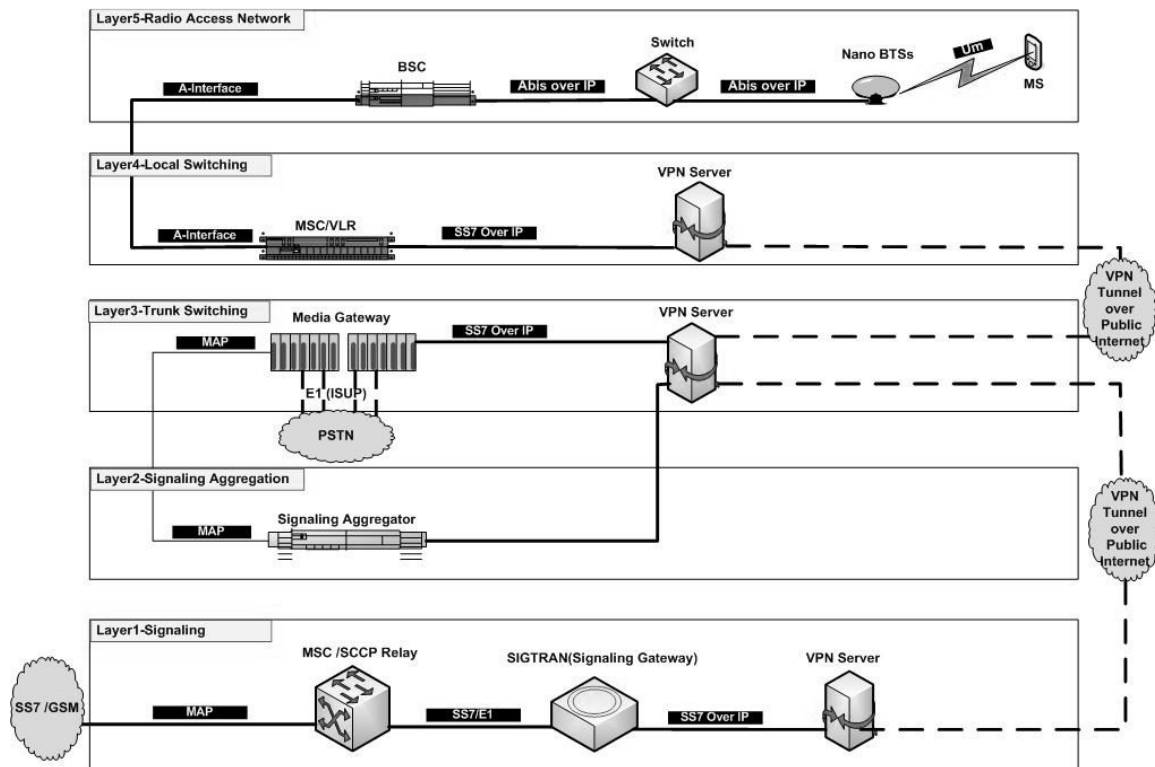 Layer5-Radio Access Network
Switch
Nano BTSs
Um
MS
BSC
A-Interface
Abis over IP
Abis over IP
Layer4-Local Switching
VPN Server
MSC/VLR
A-Interface
SS7 Over IP
VPN
Tunnel
over
Public
Internet
Layer3-Trunk Switching
Media Gateway
VPN Server
MAP
SS7 Over IP
E1 (ISUP)
PSTN
Layer2-Signaling Aggregation
Signaling Aggregator
MAP
VPN
Tunnel
over
Public
Internet
Layer1-Signaling
MSC /SCCP Relay
SIGTRAN(Signaling Gateway)
VPN Server
SS7 /GSM
MAP
SS7/E1
SS7 Over IP